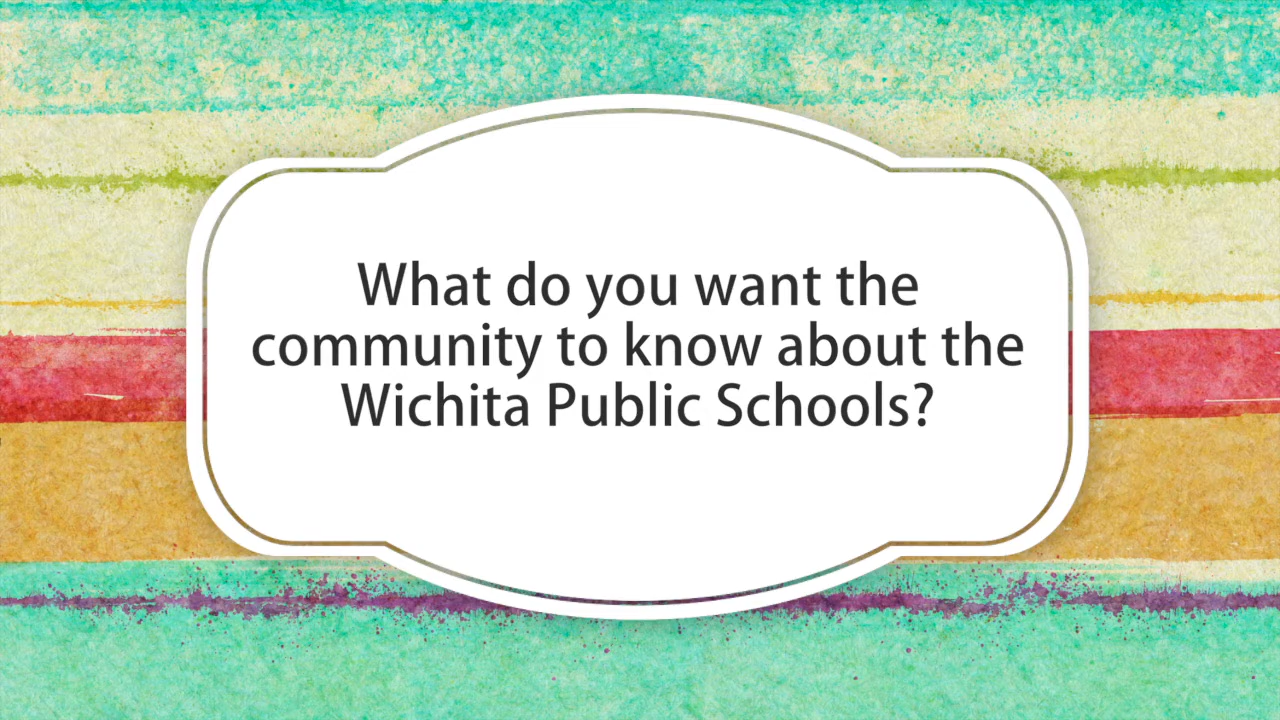 What do you want the
community to know about the
Wichita Public Schools?